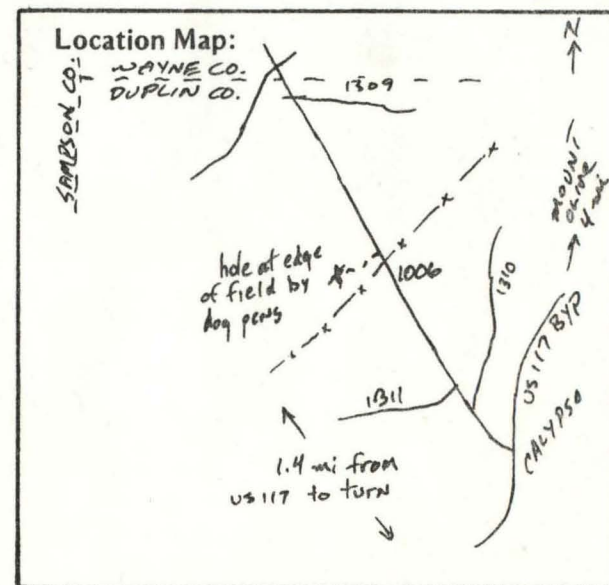 Location Map:
N
WAYNE CO.
DUPLIN CO.
SAMPSON CO.
1309
MOUNT
OLIVE
4 mi
hole at edge
of field by
dog pens
1006
1310
US 117 BYP
CALYPSO
1311
1.4 mi from
US 117 to turn